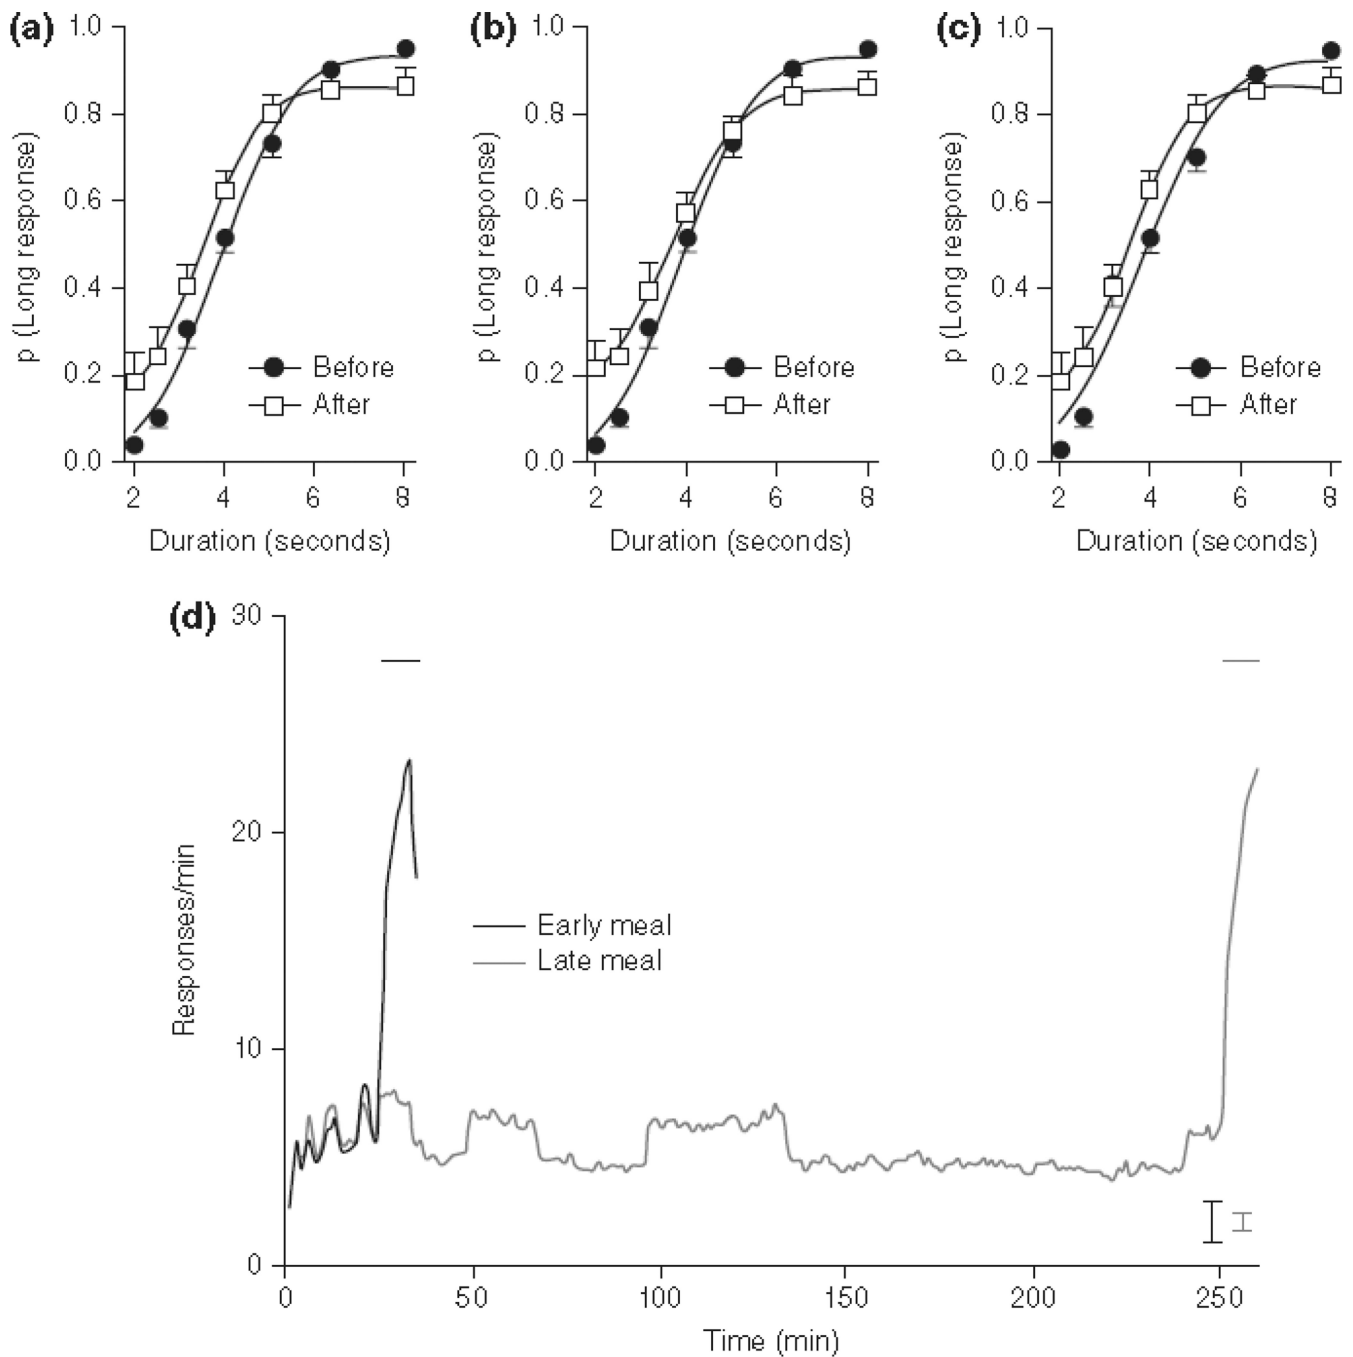 (a)
1.0
0.8
0.6
0.4
0.2
0.0
p (Long response)
Before
After
2 4 6 8
Duration (seconds)
(b)
1.0
0.8
0.6
0.4
0.2
0.0
p (Long response)
Before
After
2 4 6 8
Duration (seconds)
(c)
1.0
0.8
0.6
0.4
0.2
0.0
p (Long response)
Before
After
2 4 6 8
Duration (seconds)
(d)
30
20
10
0
Responses/min
Early meal
Late meal
0 50 100 150 200 250
Time (min)